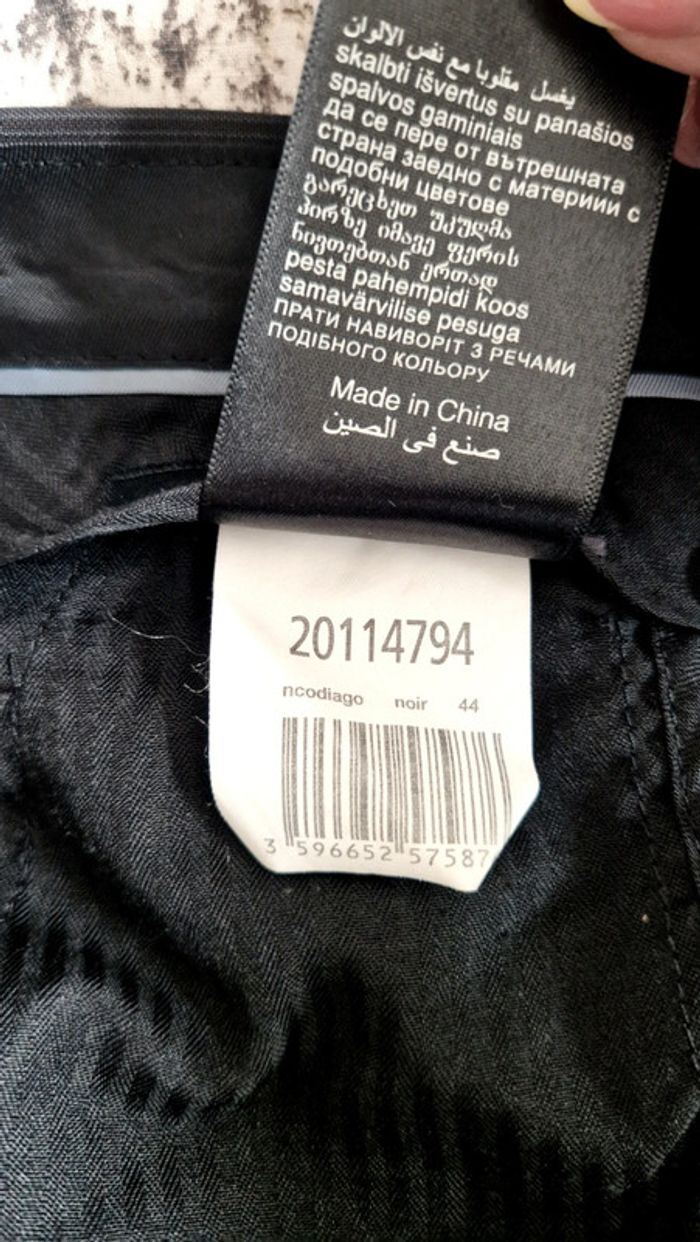 يغسل مقلوبا مع نفس الالوان
skalbti išvertus su panašios
spalvos gaminiais
да се пере от вътрешната
страна заедно с материии с
подобни цветове
გარეცხეთ უკუღმა
პირზე იმავე ფერის
ნივთებთან ერთად
pesta pahempidi koos
samavärvilise pesuga
ПРАТИ НАВИВОРІТ З РЕЧАМИ
ПОДІБНОГО КОЛЬОРУ
Made in China
صنع في الصين
20114794
ncodiago noir 44
3 596652 57587